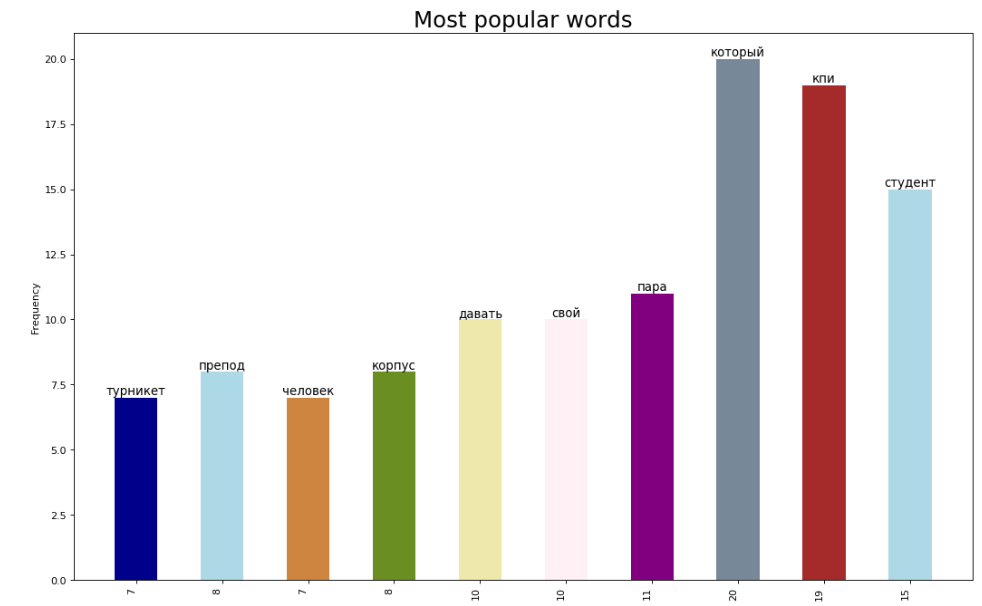 Most popular words
Frequency
20.0
17.5
15.0
12.5
10.0
7.5
5.0
2.5
0.0
турникет
препод
человек
корпус
давать
свой
пара
который
кпи
студент
7
8
7
8
10
10
11
20
19
15